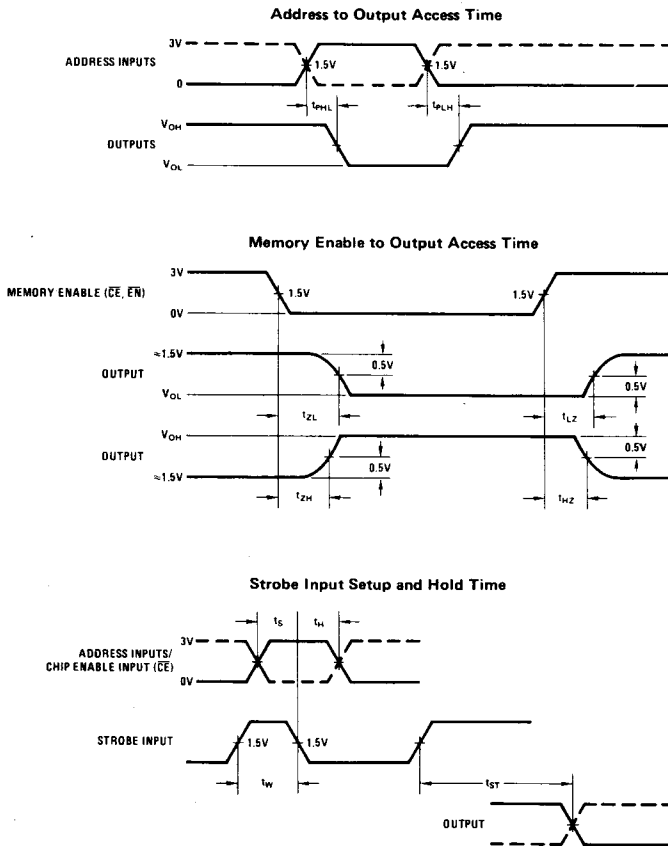 Address to Output Access Time
3V
ADDRESS INPUTS
1.5V
1.5V
0
tPHL
tPLH
VOH
OUTPUTS
VOL
Memory Enable to Output Access Time
3V
MEMORY ENABLE (C̅E̅, E̅N̅)
1.5V
1.5V
0V
≈1.5V
0.5V
OUTPUT
0.5V
VOL
tZL
tLZ
VOH
OUTPUT
0.5V
0.5V
≈1.5V
tZH
tHZ
Strobe Input Setup and Hold Time
tS
tH
3V
ADDRESS INPUTS/
CHIP ENABLE INPUT (C̅E̅)
0V
STROBE INPUT
1.5V
1.5V
tW
tST
OUTPUT